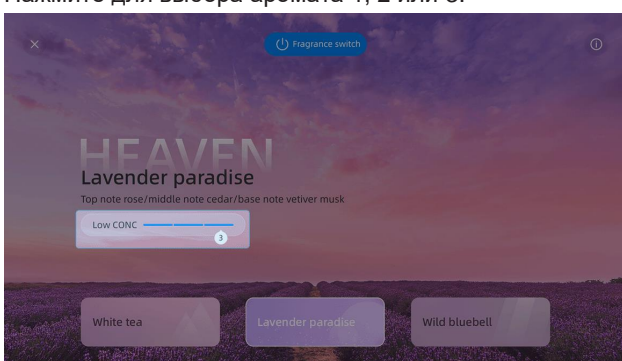 Нажмите для выбора аромата 1, 2 или 3.
Fragrance switch
HEAVEN
Lavender paradise
Top note rose/middle note cedar/base note vetiver musk
Low CONC
3
White tea
Lavender paradise
Wild bluebell